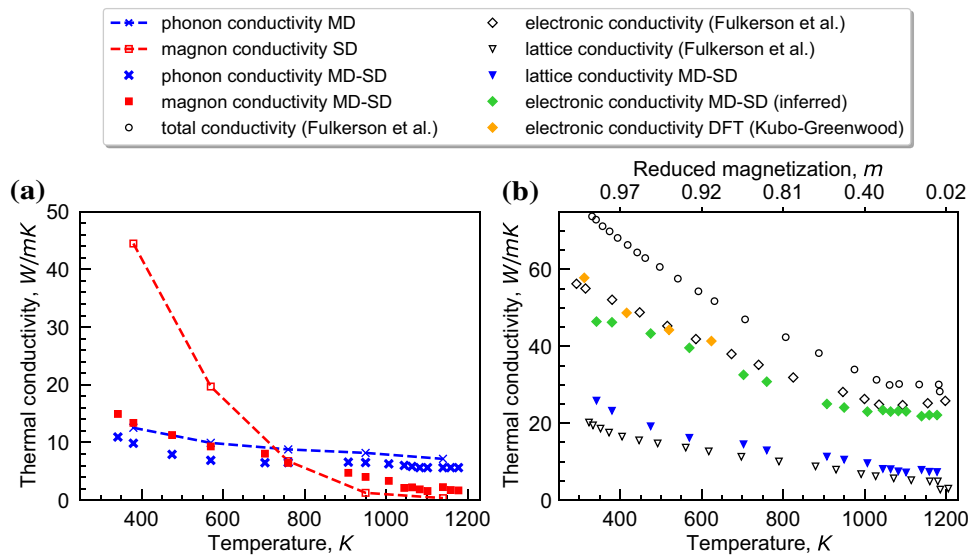 phonon conductivity MD
magnon conductivity SD
phonon conductivity MD-SD
magnon conductivity MD-SD
total conductivity (Fulkerson et al.)
electronic conductivity (Fulkerson et al.)
lattice conductivity (Fulkerson et al.)
lattice conductivity MD-SD
electronic conductivity MD-SD (inferred)
electronic conductivity DFT (Kubo-Greenwood)
(a)
Thermal conductivity, W/mK
50
40
30
20
10
0
400 600 800 1000 1200
Temperature, K
(b)
Reduced magnetization, m
0.97 0.92 0.81 0.40 0.02
Thermal conductivity, W/mK
60
40
20
0
400 600 800 1000 1200
Temperature, K